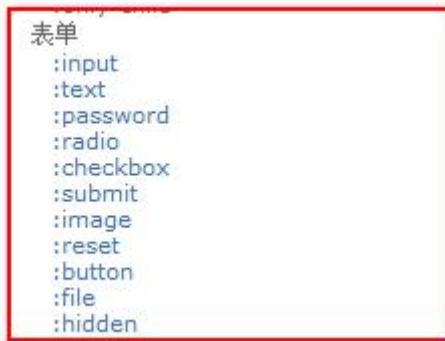 表单
:input
:text
:password
:radio
:checkbox
:submit
:image
:reset
:button
:file
:hidden